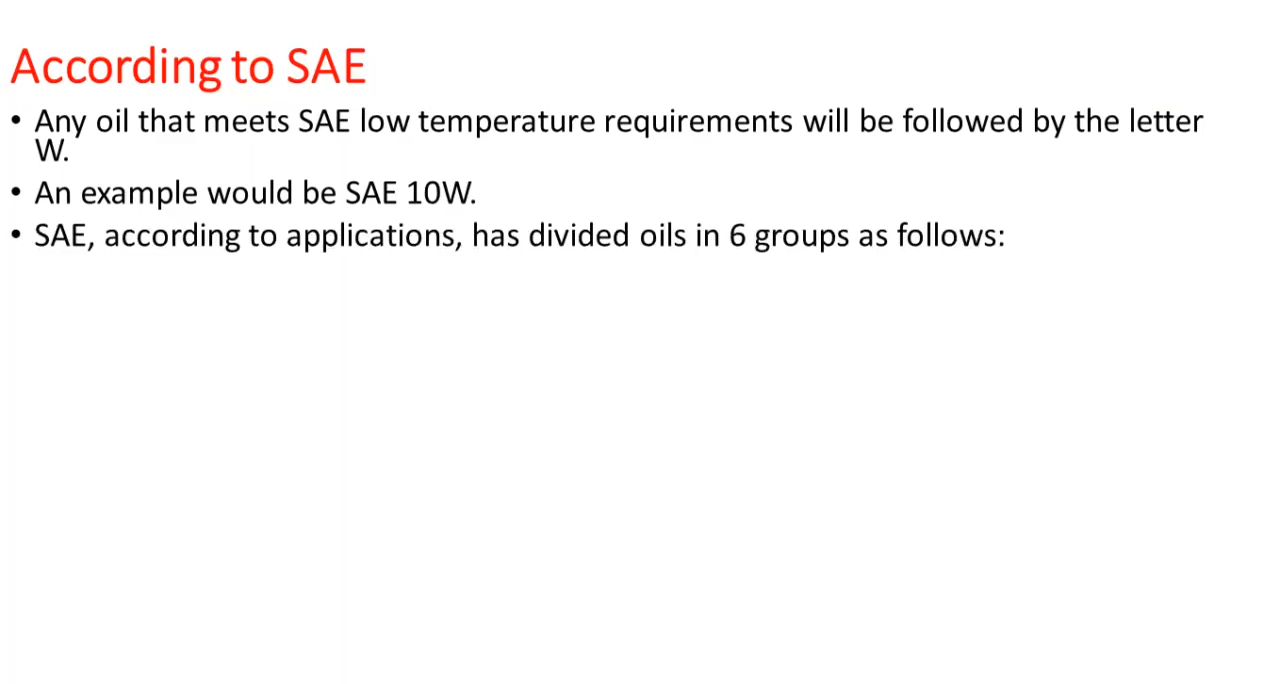 According to SAE
• Any oil that meets SAE low temperature requirements will be followed by the letter
W.
• An example would be SAE 10W.
• SAE, according to applications, has divided oils in 6 groups as follows: